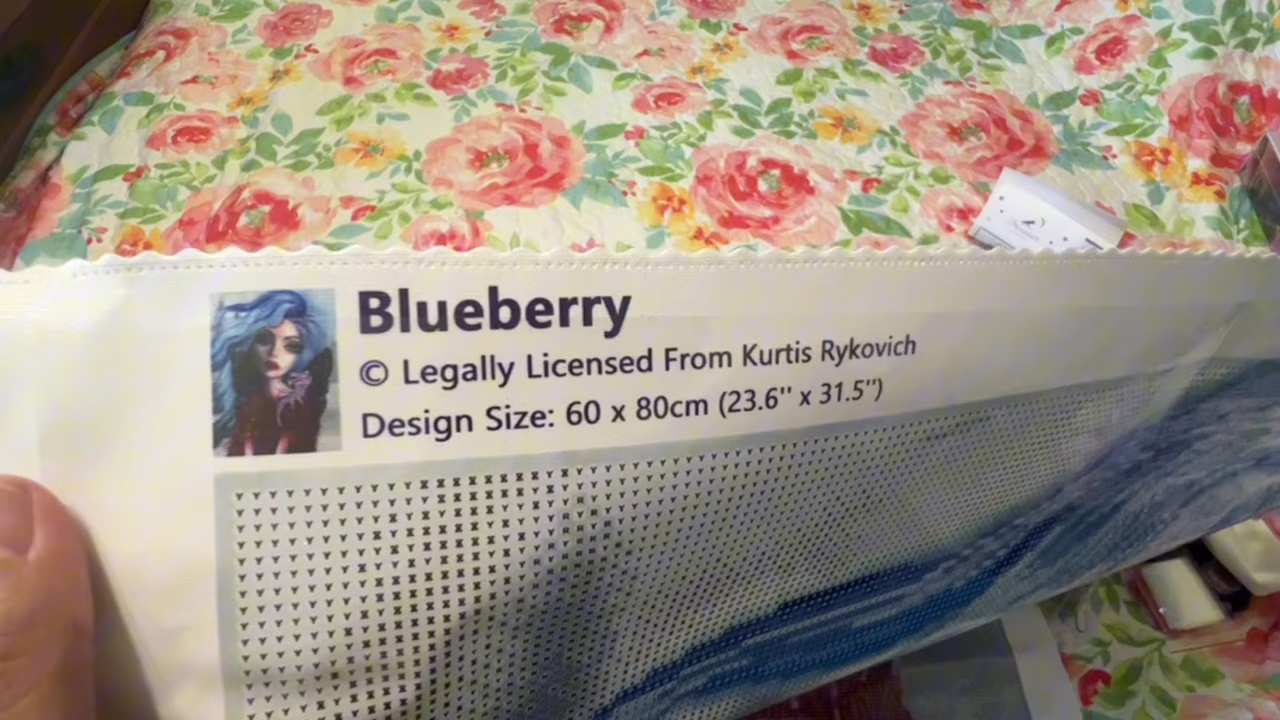 Blueberry
© Legally Licensed From Kurtis Rykovich
Design Size: 60 x 80cm (23.6" x 31.5")